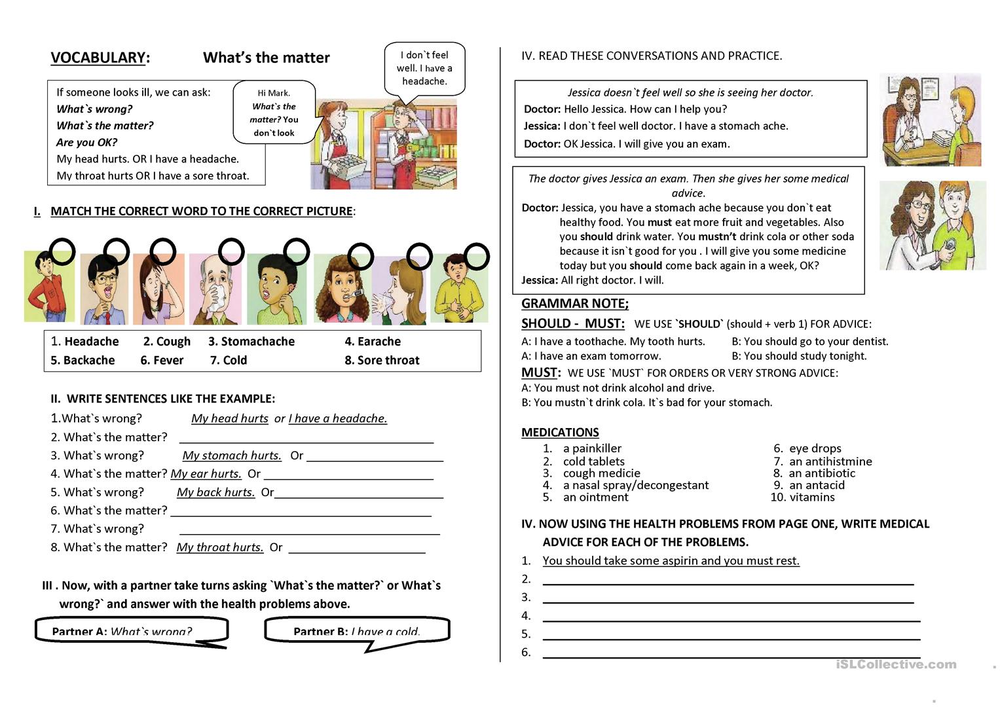 VOCABULARY: What's the matter
I don`t feel
well. I have a
headache.
Hi Mark.
What`s the
matter? You
don`t look
If someone looks ill, we can ask:
What`s wrong?
What`s the matter?
Are you OK?
My head hurts. OR I have a headache.
My throat hurts OR I have a sore throat.
I. MATCH THE CORRECT WORD TO THE CORRECT PICTURE:
1. Headache 2. Cough 3. Stomachache 4. Earache
5. Backache 6. Fever 7. Cold 8. Sore throat
II. WRITE SENTENCES LIKE THE EXAMPLE:
1.What`s wrong? My head hurts or I have a headache.
2. What`s the matter?
3. What`s wrong? My stomach hurts. Or
4. What`s the matter? My ear hurts. Or
5. What`s wrong? My back hurts. Or
6. What`s the matter?
7. What`s wrong?
8. What`s the matter? My throat hurts. Or
III . Now, with a partner take turns asking `What`s the matter?` or What`s
wrong?` and answer with the health problems above.
Partner A: What`s wrong?
Partner B: I have a cold.
IV. READ THESE CONVERSATIONS AND PRACTICE.
Jessica doesn`t feel well so she is seeing her doctor.
Doctor: Hello Jessica. How can I help you?
Jessica: I don`t feel well doctor. I have a stomach ache.
Doctor: OK Jessica. I will give you an exam.
The doctor gives Jessica an exam. Then she gives her some medical
advice.
Doctor: Jessica, you have a stomach ache because you don`t eat
healthy food. You must eat more fruit and vegetables. Also
you should drink water. You mustn't drink cola or other soda
because it isn`t good for you . I will give you some medicine
today but you should come back again in a week, OK?
Jessica: All right doctor. I will.
GRAMMAR NOTE;
SHOULD - MUST: WE USE `SHOULD` (should + verb 1) FOR ADVICE:
A: I have a toothache. My tooth hurts. B: You should go to your dentist.
A: I have an exam tomorrow. B: You should study tonight.
MUST: WE USE `MUST` FOR ORDERS OR VERY STRONG ADVICE:
A: You must not drink alcohol and drive.
B: You mustn`t drink cola. It`s bad for your stomach.
MEDICATIONS
1. a painkiller 6. eye drops
2. cold tablets 7. an antihistmine
3. cough medicie 8. an antibiotic
4. a nasal spray/decongestant 9. an antacid
5. an ointment 10. vitamins
IV. NOW USING THE HEALTH PROBLEMS FROM PAGE ONE, WRITE MEDICAL
ADVICE FOR EACH OF THE PROBLEMS.
1. You should take some aspirin and you must rest.
2.
3.
4.
5.
6.
iSLCollective.com